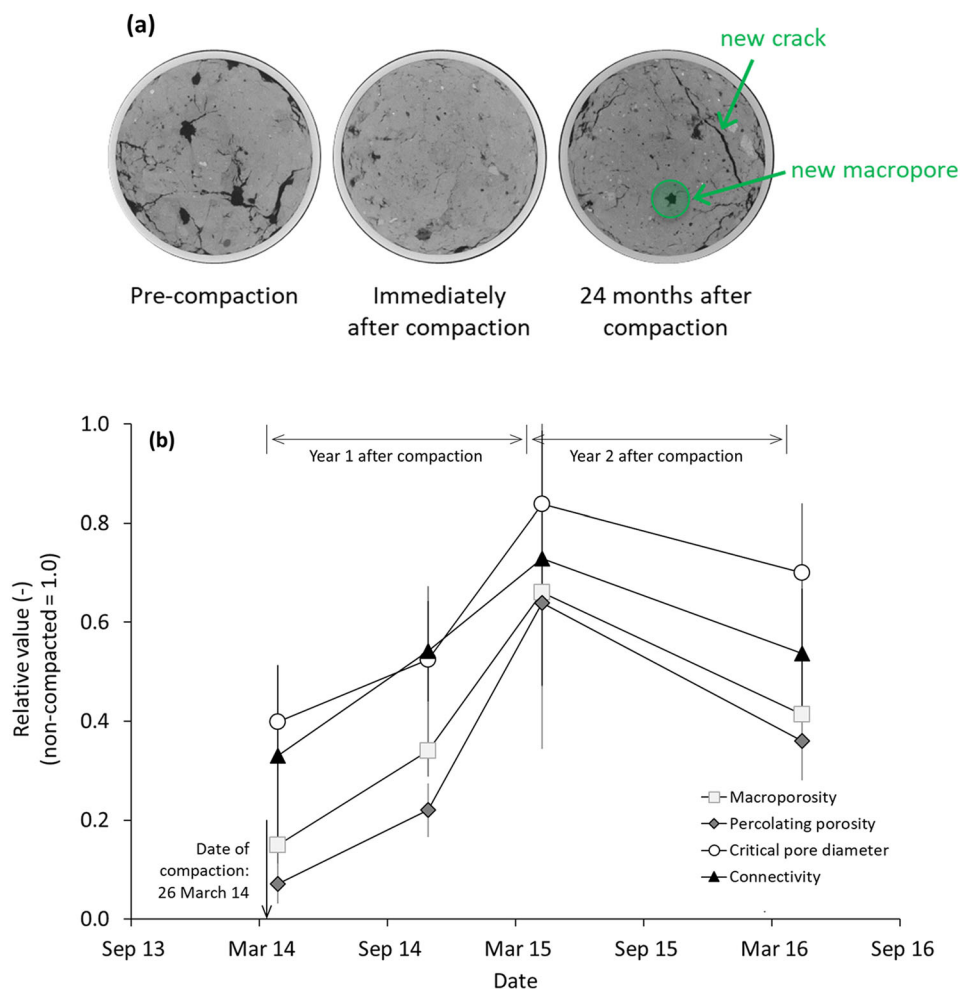 (a)
new crack
new macropore
Pre-compaction
Immediately
after compaction
24 months after
compaction
(b)
1.0
0.8
0.6
0.4
0.2
0.0
Relative value (-)
(non-compacted = 1.0)
Year 1 after compaction
Year 2 after compaction
Date of
compaction:
26 March 14
Macroporosity
Percolating porosity
Critical pore diameter
Connectivity
Sep 13
Mar 14
Sep 14
Mar 15
Sep 15
Mar 16
Sep 16
Date